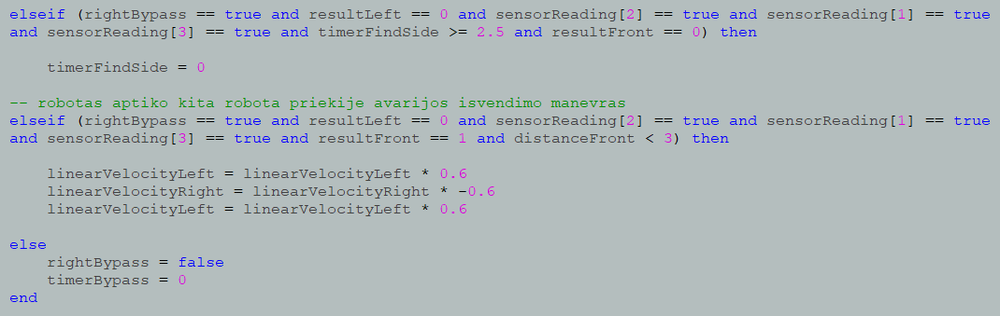 elseif (rightBypass == true and resultLeft == 0 and sensorReading[2] == true and sensorReading[1] == true
and sensorReading[3] == true and timerFindSide >= 2.5 and resultFront == 0) then
timerFindSide = 0
-- robotas aptiko kita robota priekije avarijos isvendimo manevras
elseif (rightBypass == true and resultLeft == 0 and sensorReading[2] == true and sensorReading[1] == true
and sensorReading[3] == true and resultFront == 1 and distanceFront < 3) then
linearVelocityLeft = linearVelocityLeft * 0.6
linearVelocityRight = linearVelocityRight * -0.6
linearVelocityLeft = linearVelocityLeft * 0.6
else
rightBypass = false
timerBypass = 0
end